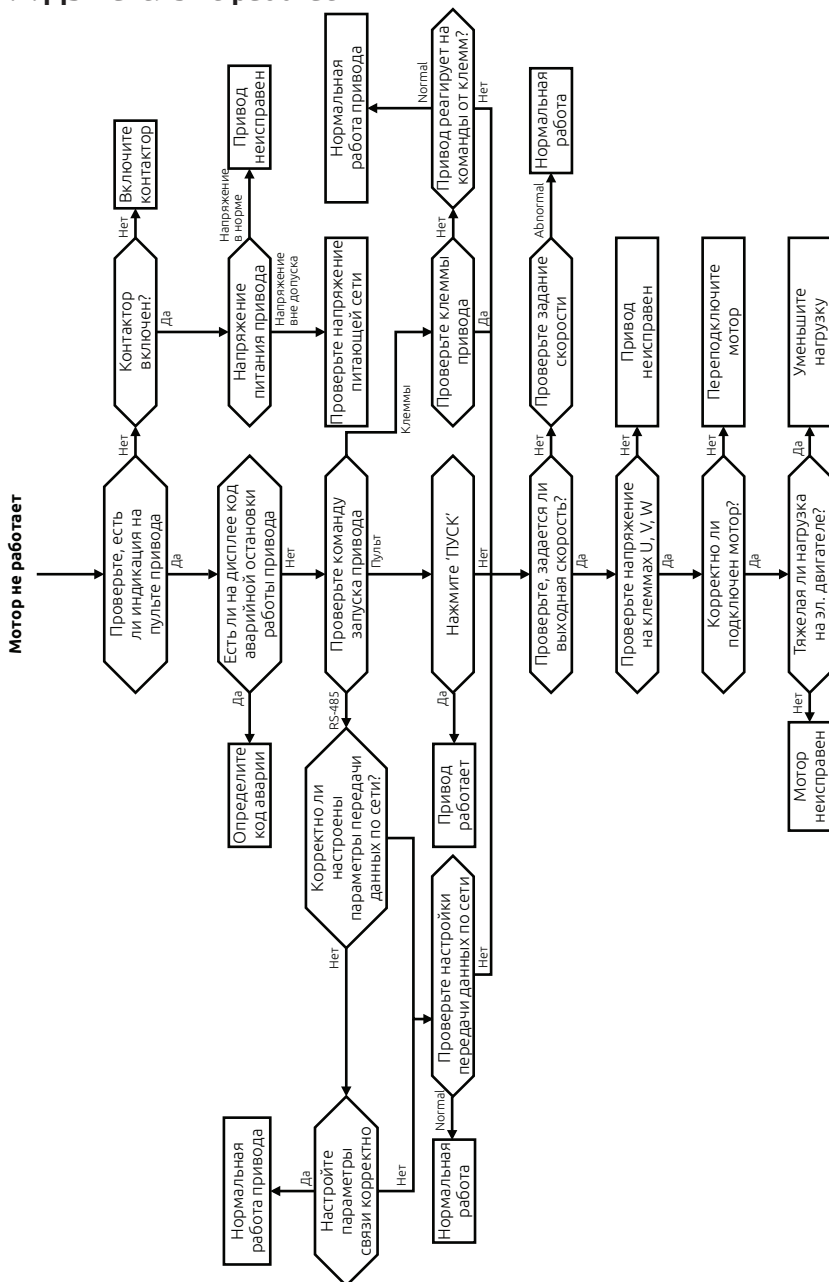 Мотор не работает
Проверьте, есть
ли индикация на
пульте привода
Нет
Контактор
включен?
Нет
Включите
контактор
Да
Да
Напряжение
питания привода
Напряжение
в норме
Привод
неисправен
Напряжение
вне допуска
Проверьте напряжение
питающей сети
Есть ли на дисплее код
аварийной остановки
работы привода
Да
Определите
код аварии
Нет
Проверьте команду
запуска привода
RS-485
Пульт
Клеммы
Корректно ли
настроены
параметры передачи
данных по сети?
Нет
Настройте
параметры
связи корректно
Да
Нормальная
работа привода
Нет
Проверьте настройки
передачи данных по сети
Normal
Нормальная
работа
Нет
Нажмите ‘ПУСК’
Да
Привод
работает
Нет
Проверьте клеммы
привода
Нет
Да
Привод реагирует на
команды от клемм?
Normal
Нормальная
работа привода
Нет
Проверьте, задается ли
выходная скорость?
Нет
Проверьте задание
скорости
Abnormal
Нормальная
работа
Да
Проверьте напряжение
на клеммах U, V, W
Нет
Привод
неисправен
Да
Корректно ли
подключен мотор?
Нет
Переподключите
мотор
Да
Тяжелая ли нагрузка
на эл. двигателе?
Да
Уменьшите
нагрузку
Нет
Мотор
неисправен